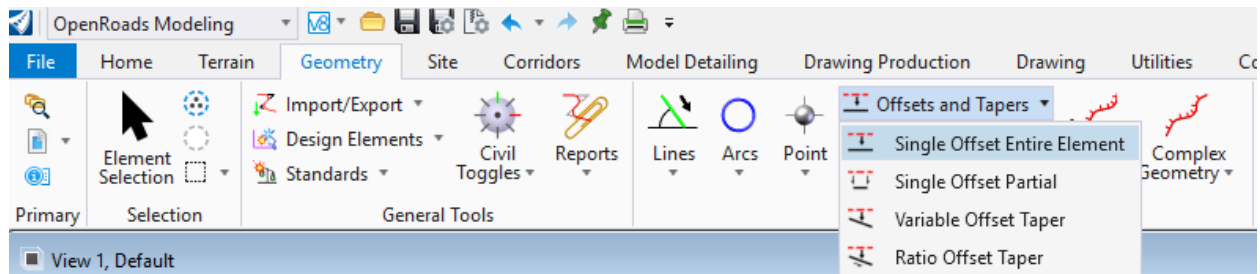 OpenRoads Modeling
V8
File Home Terrain Geometry Site Corridors Model Detailing Drawing Production Drawing Utilities
Element
Selection
Import/Export
Design Elements
Standards
Civil
Toggles
Reports
Lines
Arcs
Point
Offsets and Tapers
Single Offset Entire Element
Single Offset Partial
Variable Offset Taper
Ratio Offset Taper
Complex
Geometry
Primary
Selection
General Tools
View 1, Default